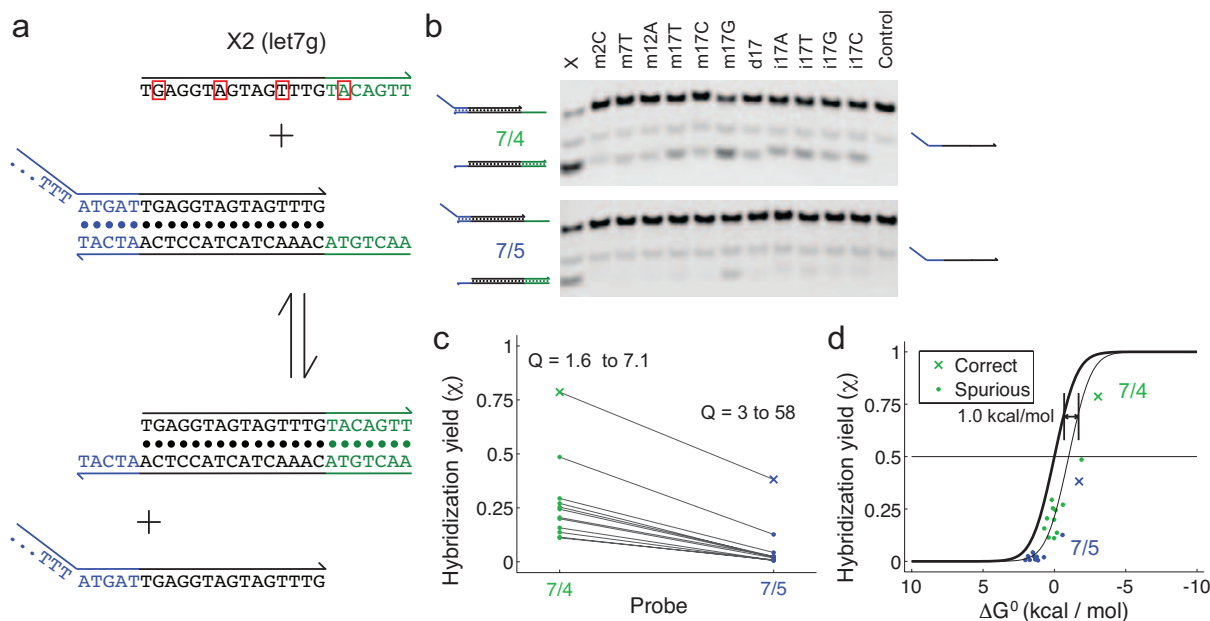 a
X2 (let7g)
TGAGGTAGTAGTTTGTACAGTT
+
...TTT
ATGATTGAGGTAGTAGTTTG
TACTAACTCCATCATCAAACATGTCAA
TGAGGTAGTAGTTTGTACAGTT
TACTAACTCCATCATCAAACATGTCAA
+
...TTT
ATGATTGAGGTAGTAGTTTG
b
X m2C m7T m12A m17T m17C m17G d17 i17A i17T i17G i17C Control
7/4
7/5
c
Hybridization yield (χ)
1
0.75
0.5
0.25
0
Q = 1.6 to 7.1
Q = 3 to 58
7/4
7/5
Probe
d
Hybridization yield (χ)
1
0.75
0.5
0.25
0
Correct
Spurious
7/4
1.0 kcal/mol
7/5
10
5
0
-5
-10
ΔG⁰ (kcal / mol)